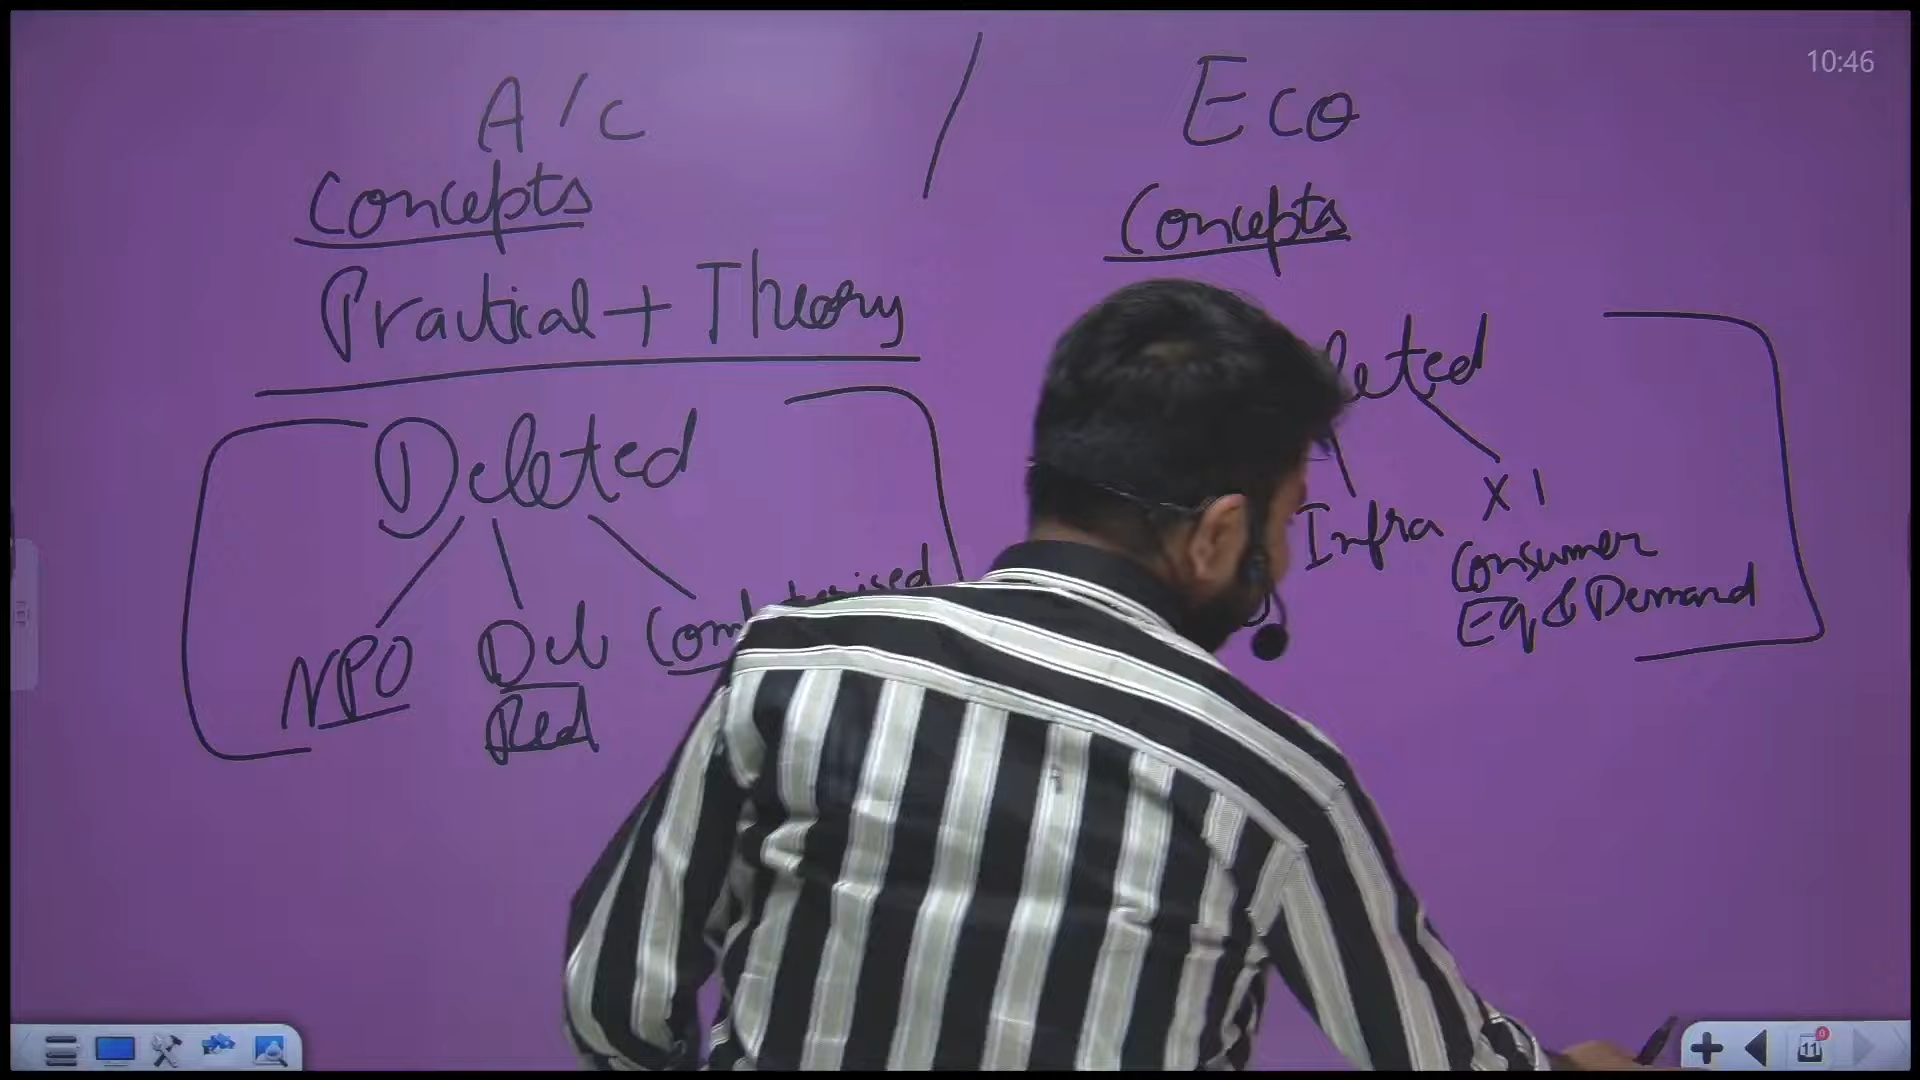 10:46
A/C / Eco
Concepts
Concepts
Practical + Theory
Deleted
NPO
Deb
Red
Infra
XI
Consumer
Eq & Demand